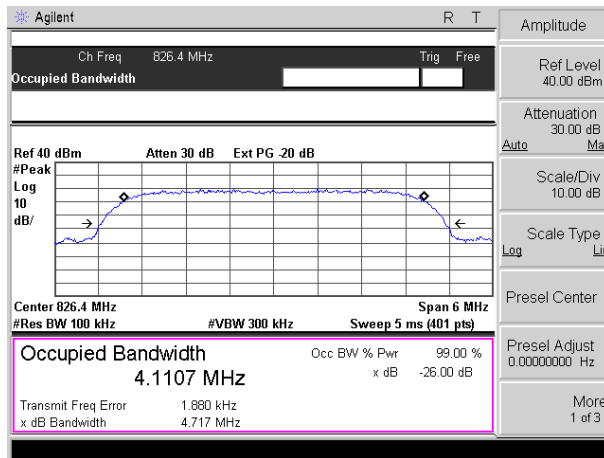 Agilent R T
Ch Freq 826.4 MHz Trig Free
Occupied Bandwidth
Ref 40 dBm Atten 30 dB Ext PG -20 dB
#Peak
Log
10
dB/
Center 826.4 MHz Span 6 MHz
#Res BW 100 kHz #VBW 300 kHz Sweep 5 ms (401 pts)
Occupied Bandwidth Occ BW % Pwr 99.00 %
4.1107 MHz x dB -26.00 dB
Transmit Freq Error 1.880 kHz
x dB Bandwidth 4.717 MHz
Amplitude
Ref Level
40.00 dBm
Attenuation
30.00 dB
Auto Ma
Scale/Div
10.00 dB
Scale Type
Log Li
Presel Center
Presel Adjust
0.00000000 Hz
More
1 of 3